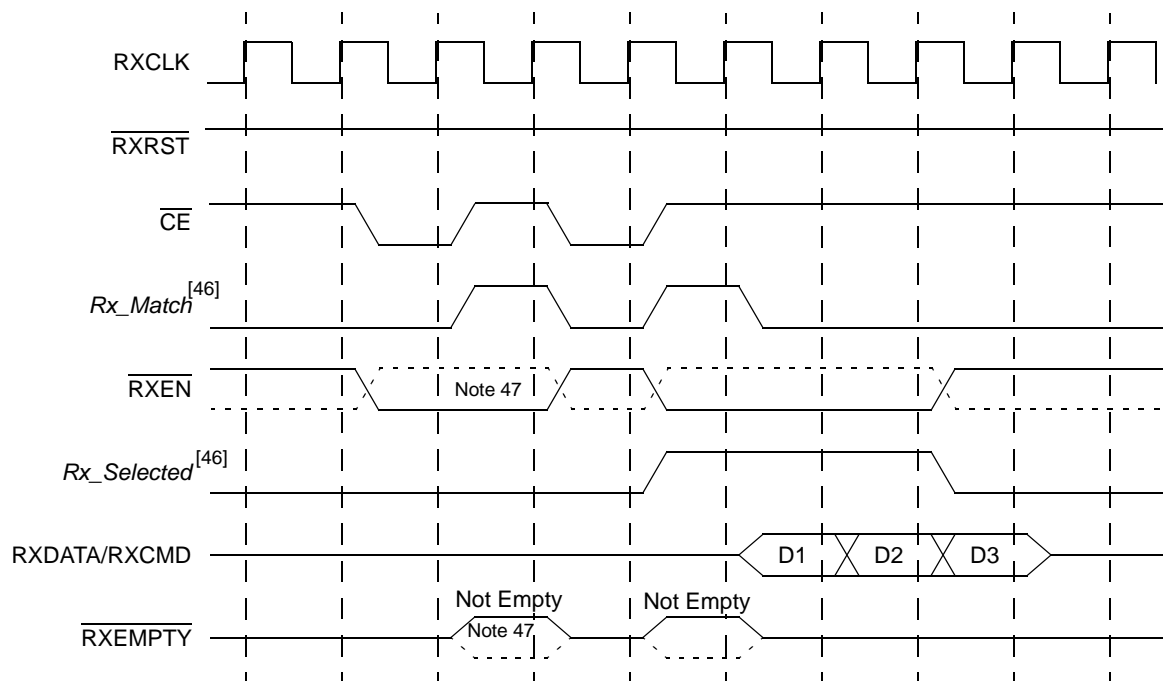 RXCLK
RXRST
CE
Rx_Match[46]
RXEN
Note 47
Rx_Selected[46]
RXDATA/RXCMD
D1 D2 D3
Not Empty Not Empty
RXEMPTY
Note 47